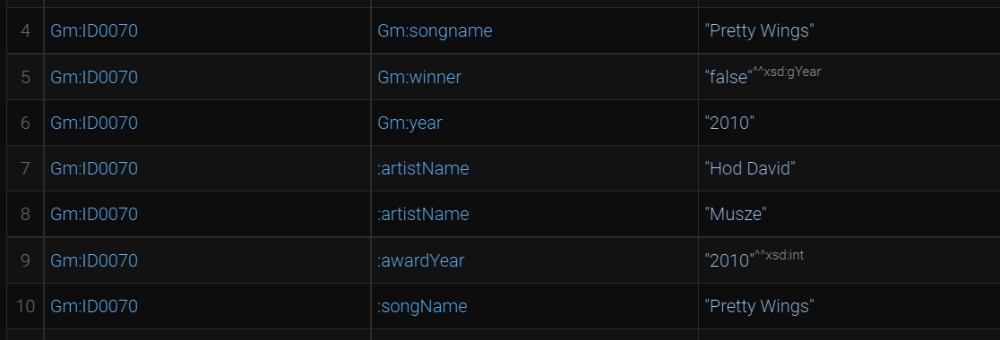 4 Gm:ID0070 Gm:songname "Pretty Wings"
5 Gm:ID0070 Gm:winner "false"^^xsd:gYear
6 Gm:ID0070 Gm:year "2010"
7 Gm:ID0070 :artistName "Hod David"
8 Gm:ID0070 :artistName "Musze"
9 Gm:ID0070 :awardYear "2010"^^xsd:int
10 Gm:ID0070 :songName "Pretty Wings"